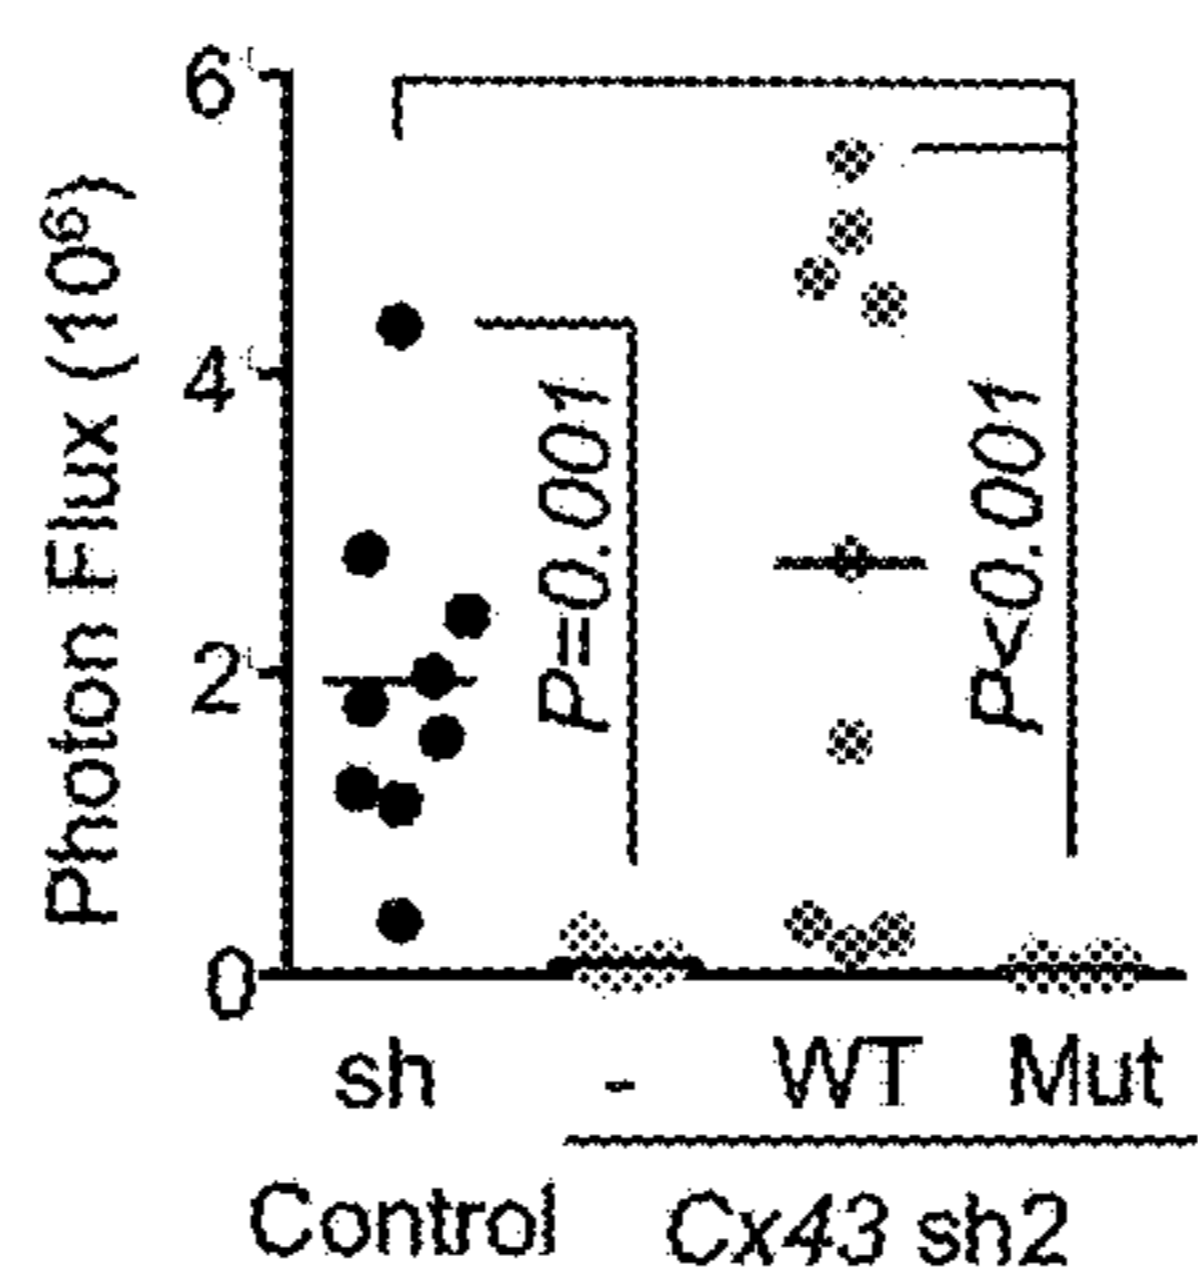 Photon Flux (10⁶)
6
4
2
0
P=0.001
P<0.001
sh - WT Mut
Control Cx43 sh2